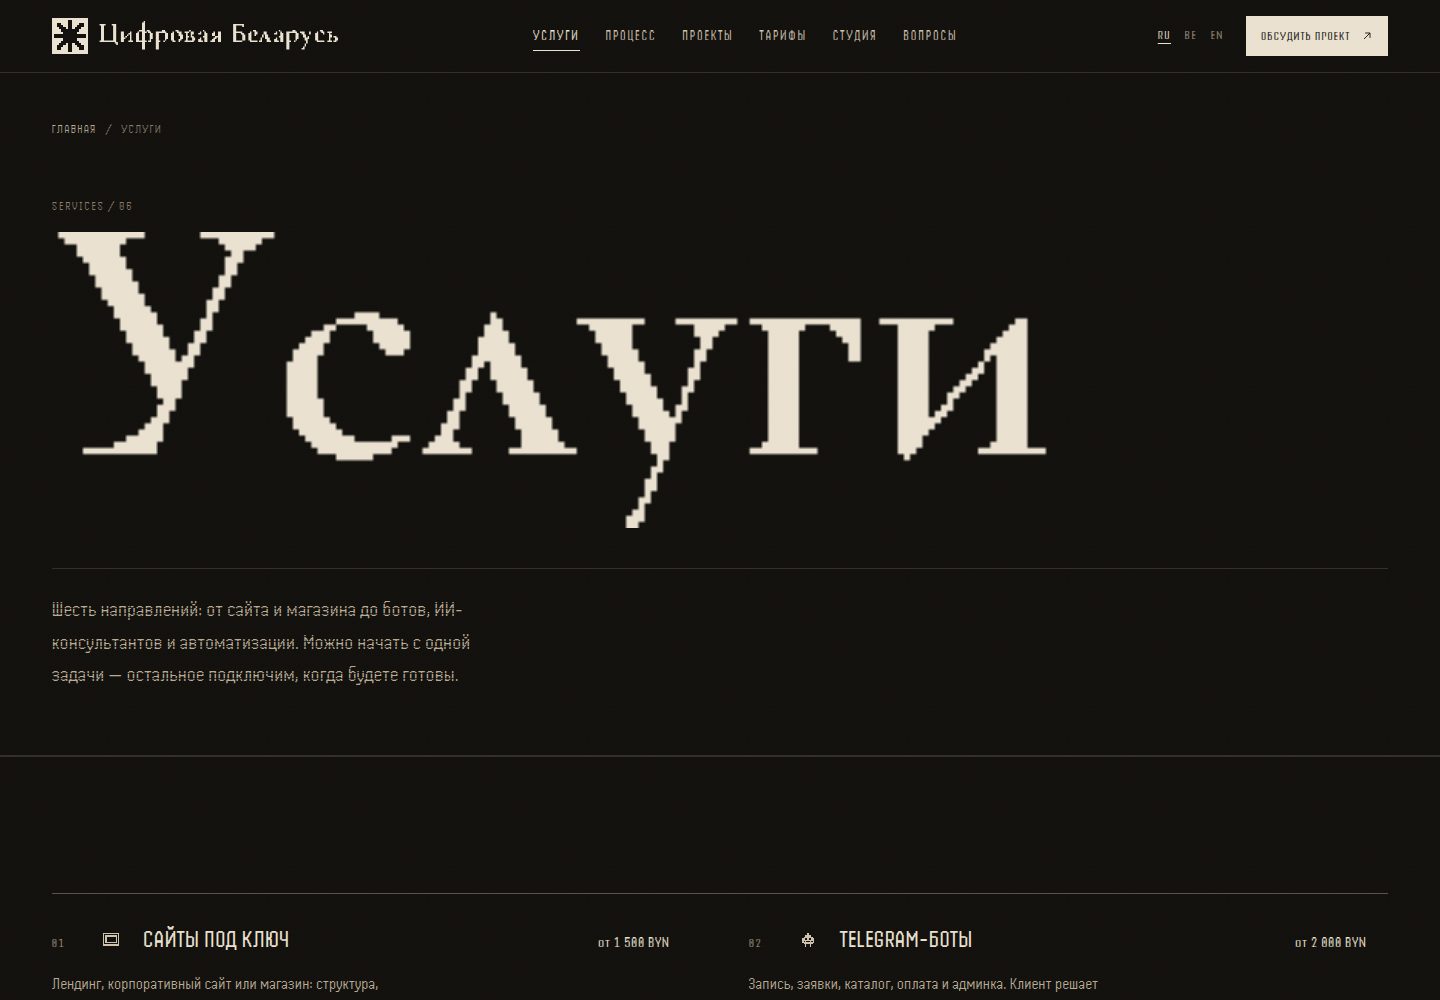 Цифровая Беларусь
УСЛУГИ ПРОЦЕСС ПРОЕКТЫ ТАРИФЫ СТУДИЯ ВОПРОСЫ
RU BE EN
ОБСУДИТЬ ПРОЕКТ ↗
ГЛАВНАЯ / УСЛУГИ
SERVICES / 06
Услуги
Шесть направлений: от сайта и магазина до ботов, ИИ-
консультантов и автоматизации. Можно начать с одной
задачи — остальное подключим, когда будете готовы.
01 САЙТЫ ПОД КЛЮЧ от 1 500 BYN
Лендинг, корпоративный сайт или магазин: структура,
02 TELEGRAM-БОТЫ от 2 000 BYN
Запись, заявки, каталог, оплата и админка. Клиент решает